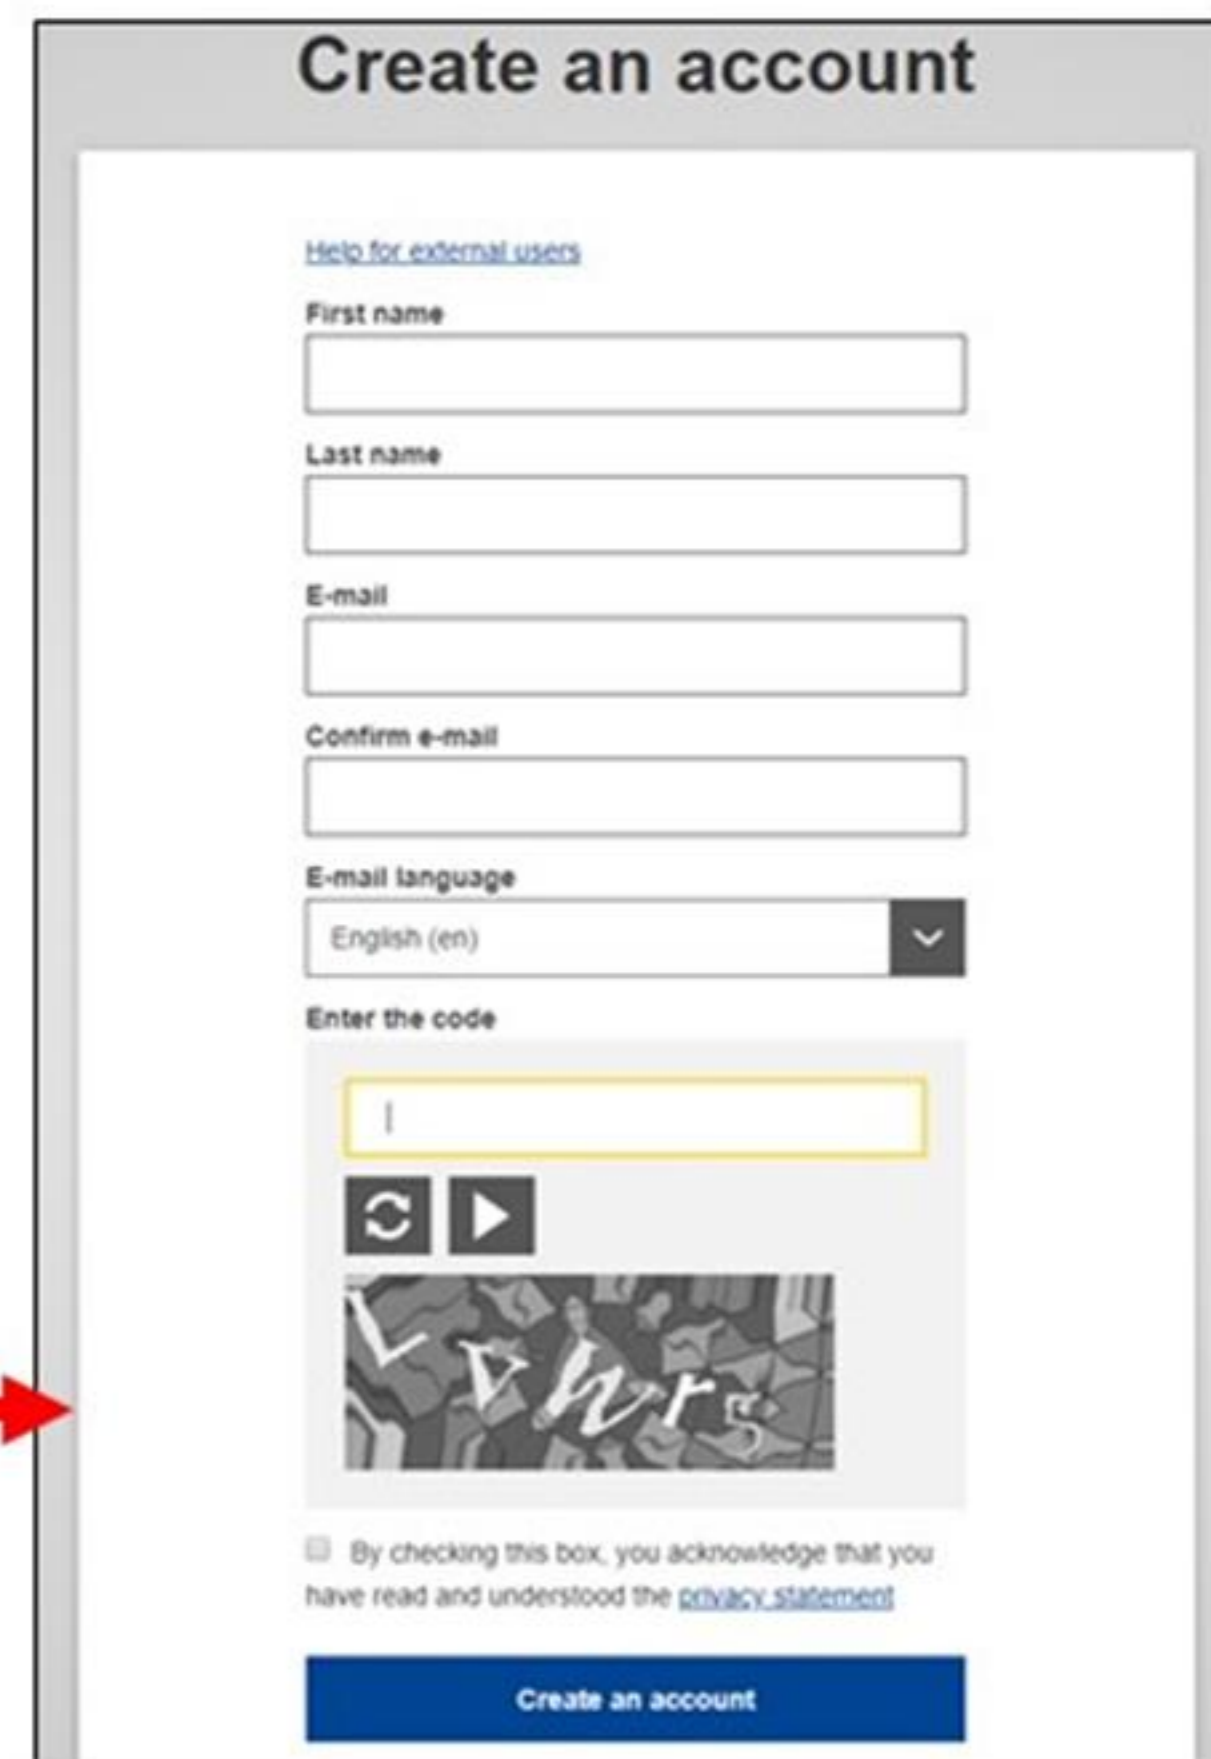 Create an account
Help for external users
First name
Last name
E-mail
Confirm e-mail
E-mail language
English (en)
Enter the code
By checking this box, you acknowledge that you
have read and understood the privacy statement
Create an account